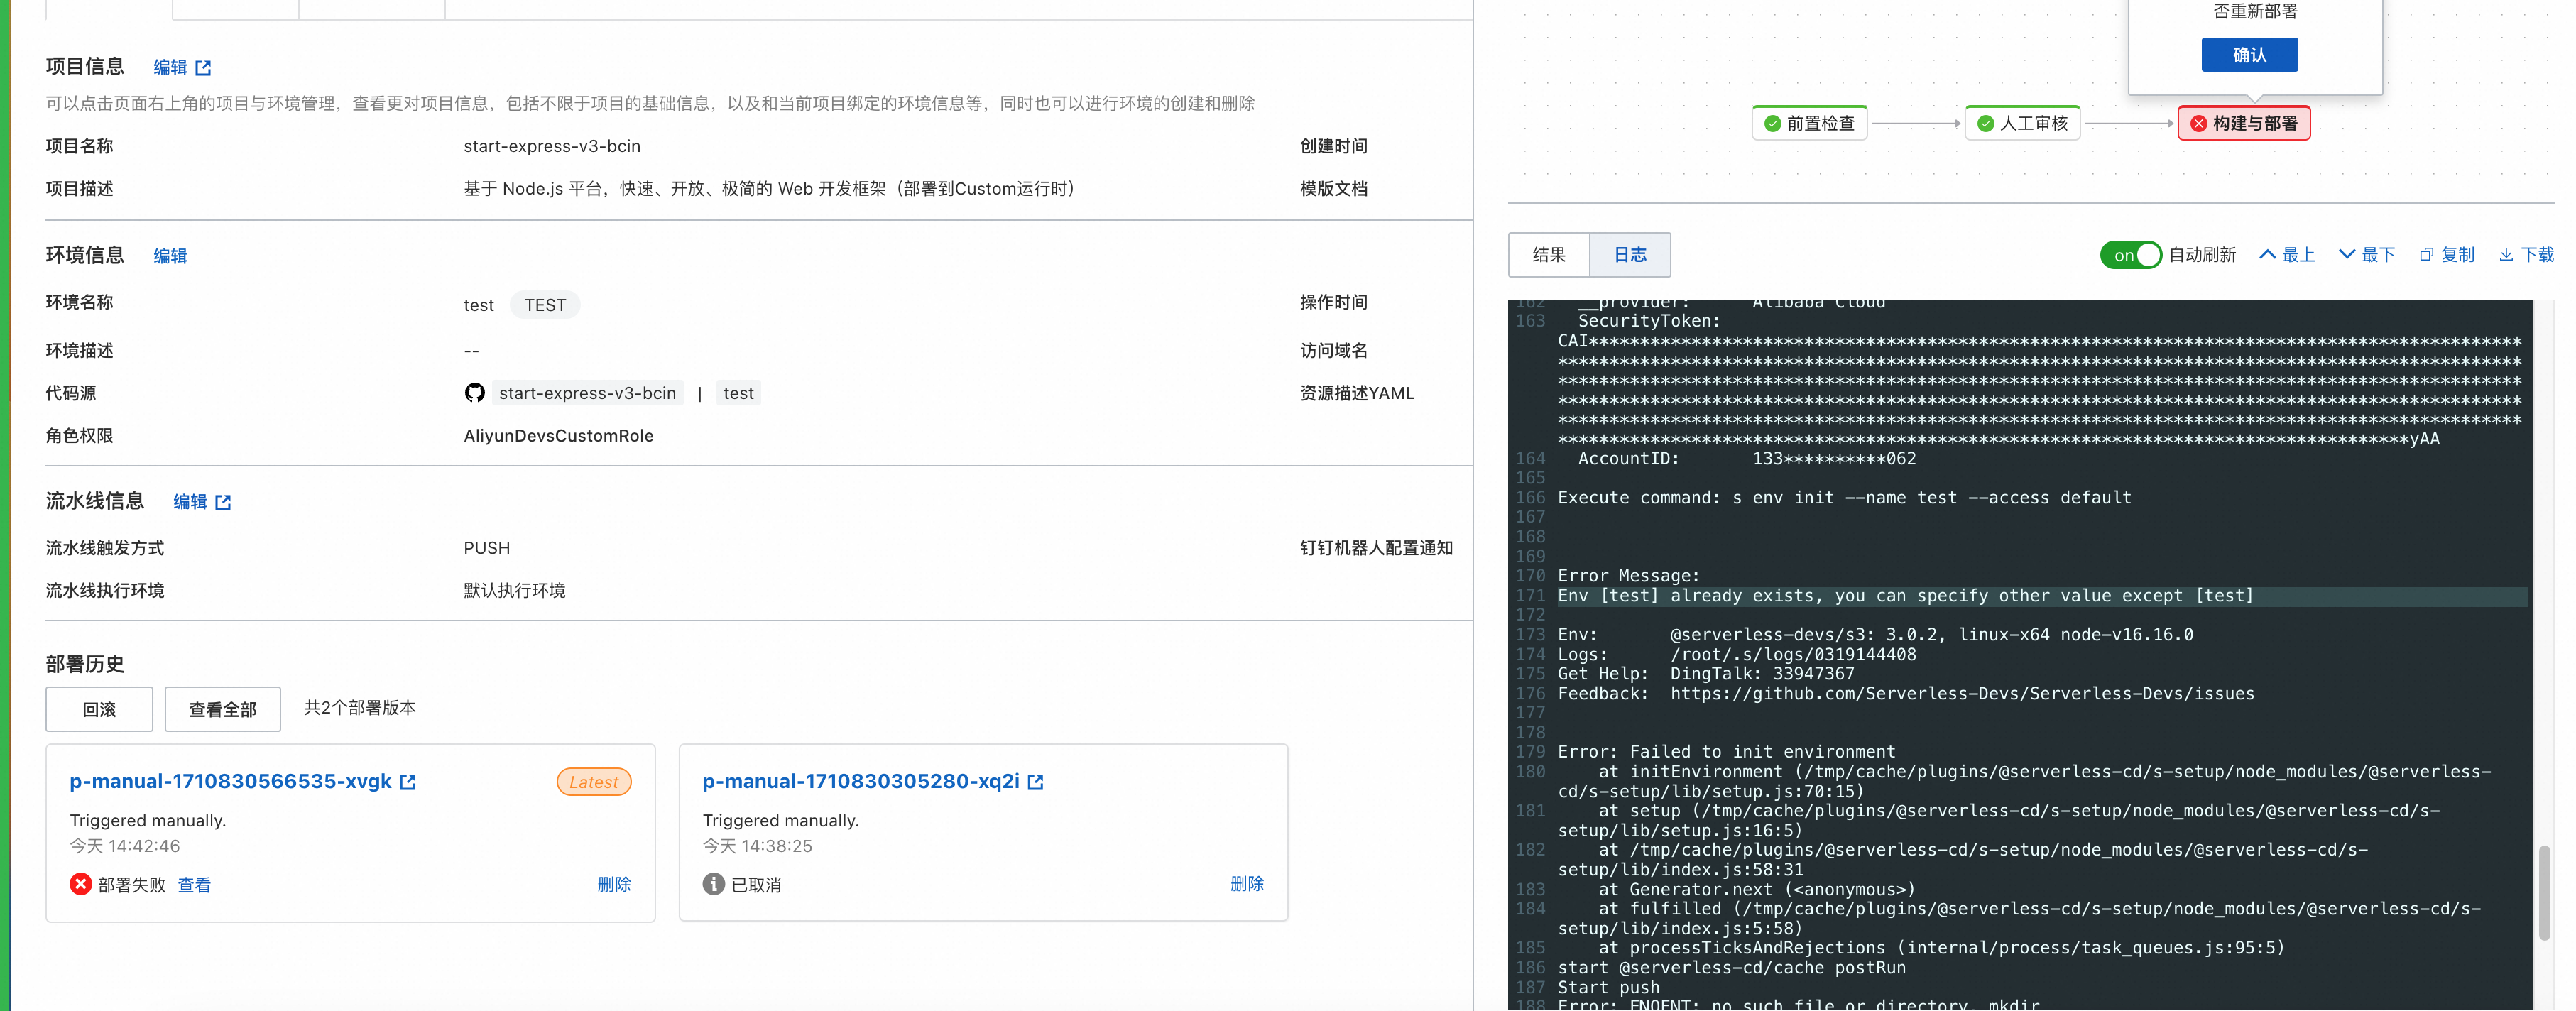 项目信息 编辑
可以点击页面右上角的项目与环境管理，查看更对项目信息，包括不限于项目的基础信息，以及和当前项目绑定的环境信息等，同时也可以进行环境的创建和删除
项目名称 start-express-v3-bcin 创建时间
项目描述 基于 Node.js 平台，快速、开放、极简的 Web 开发框架（部署到Custom运行时） 模版文档
环境信息 编辑
环境名称 test TEST 操作时间
环境描述 -- 访问域名
代码源 start-express-v3-bcin | test 资源描述YAML
角色权限 AliyunDevsCustomRole
流水线信息 编辑
流水线触发方式 PUSH 钉钉机器人配置通知
流水线执行环境 默认执行环境
部署历史
回滚 查看全部 共2个部署版本
p-manual-1710830566535-xvgk Latest
Triggered manually.
今天 14:42:46
部署失败 查看 删除
p-manual-1710830305280-xq2i
Triggered manually.
今天 14:38:25
已取消 删除
否重新部署
确认
前置检查 人工审核 构建与部署
结果 日志 on 自动刷新 最上 最下 复制 下载
162 __provider: Alibaba Cloud
163 SecurityToken:
CAI*******************************************************************************************
**********************************************************************************************
**********************************************************************************************
**********************************************************************************************
**********************************************************************************************
***********************************************************************************yAA
164 AccountID: 133**********062
165
166 Execute command: s env init --name test --access default
167
168
169
170 Error Message:
171 Env [test] already exists, you can specify other value except [test]
172
173 Env: @serverless-devs/s3: 3.0.2, linux-x64 node-v16.16.0
174 Logs: /root/.s/logs/0319144408
175 Get Help: DingTalk: 33947367
176 Feedback: https://github.com/Serverless-Devs/Serverless-Devs/issues
177
178
179 Error: Failed to init environment
180 at initEnvironment (/tmp/cache/plugins/@serverless-cd/s-setup/node_modules/@serverless-
cd/s-setup/lib/setup.js:70:15)
181 at setup (/tmp/cache/plugins/@serverless-cd/s-setup/node_modules/@serverless-cd/s-
setup/lib/setup.js:16:5)
182 at /tmp/cache/plugins/@serverless-cd/s-setup/node_modules/@serverless-cd/s-
setup/lib/index.js:58:31
183 at Generator.next (<anonymous>)
184 at fulfilled (/tmp/cache/plugins/@serverless-cd/s-setup/node_modules/@serverless-cd/s-
setup/lib/index.js:5:58)
185 at processTicksAndRejections (internal/process/task_queues.js:95:5)
186 start @serverless-cd/cache postRun
187 Start push
188 Error: ENOENT: no such file or directory, mkdir